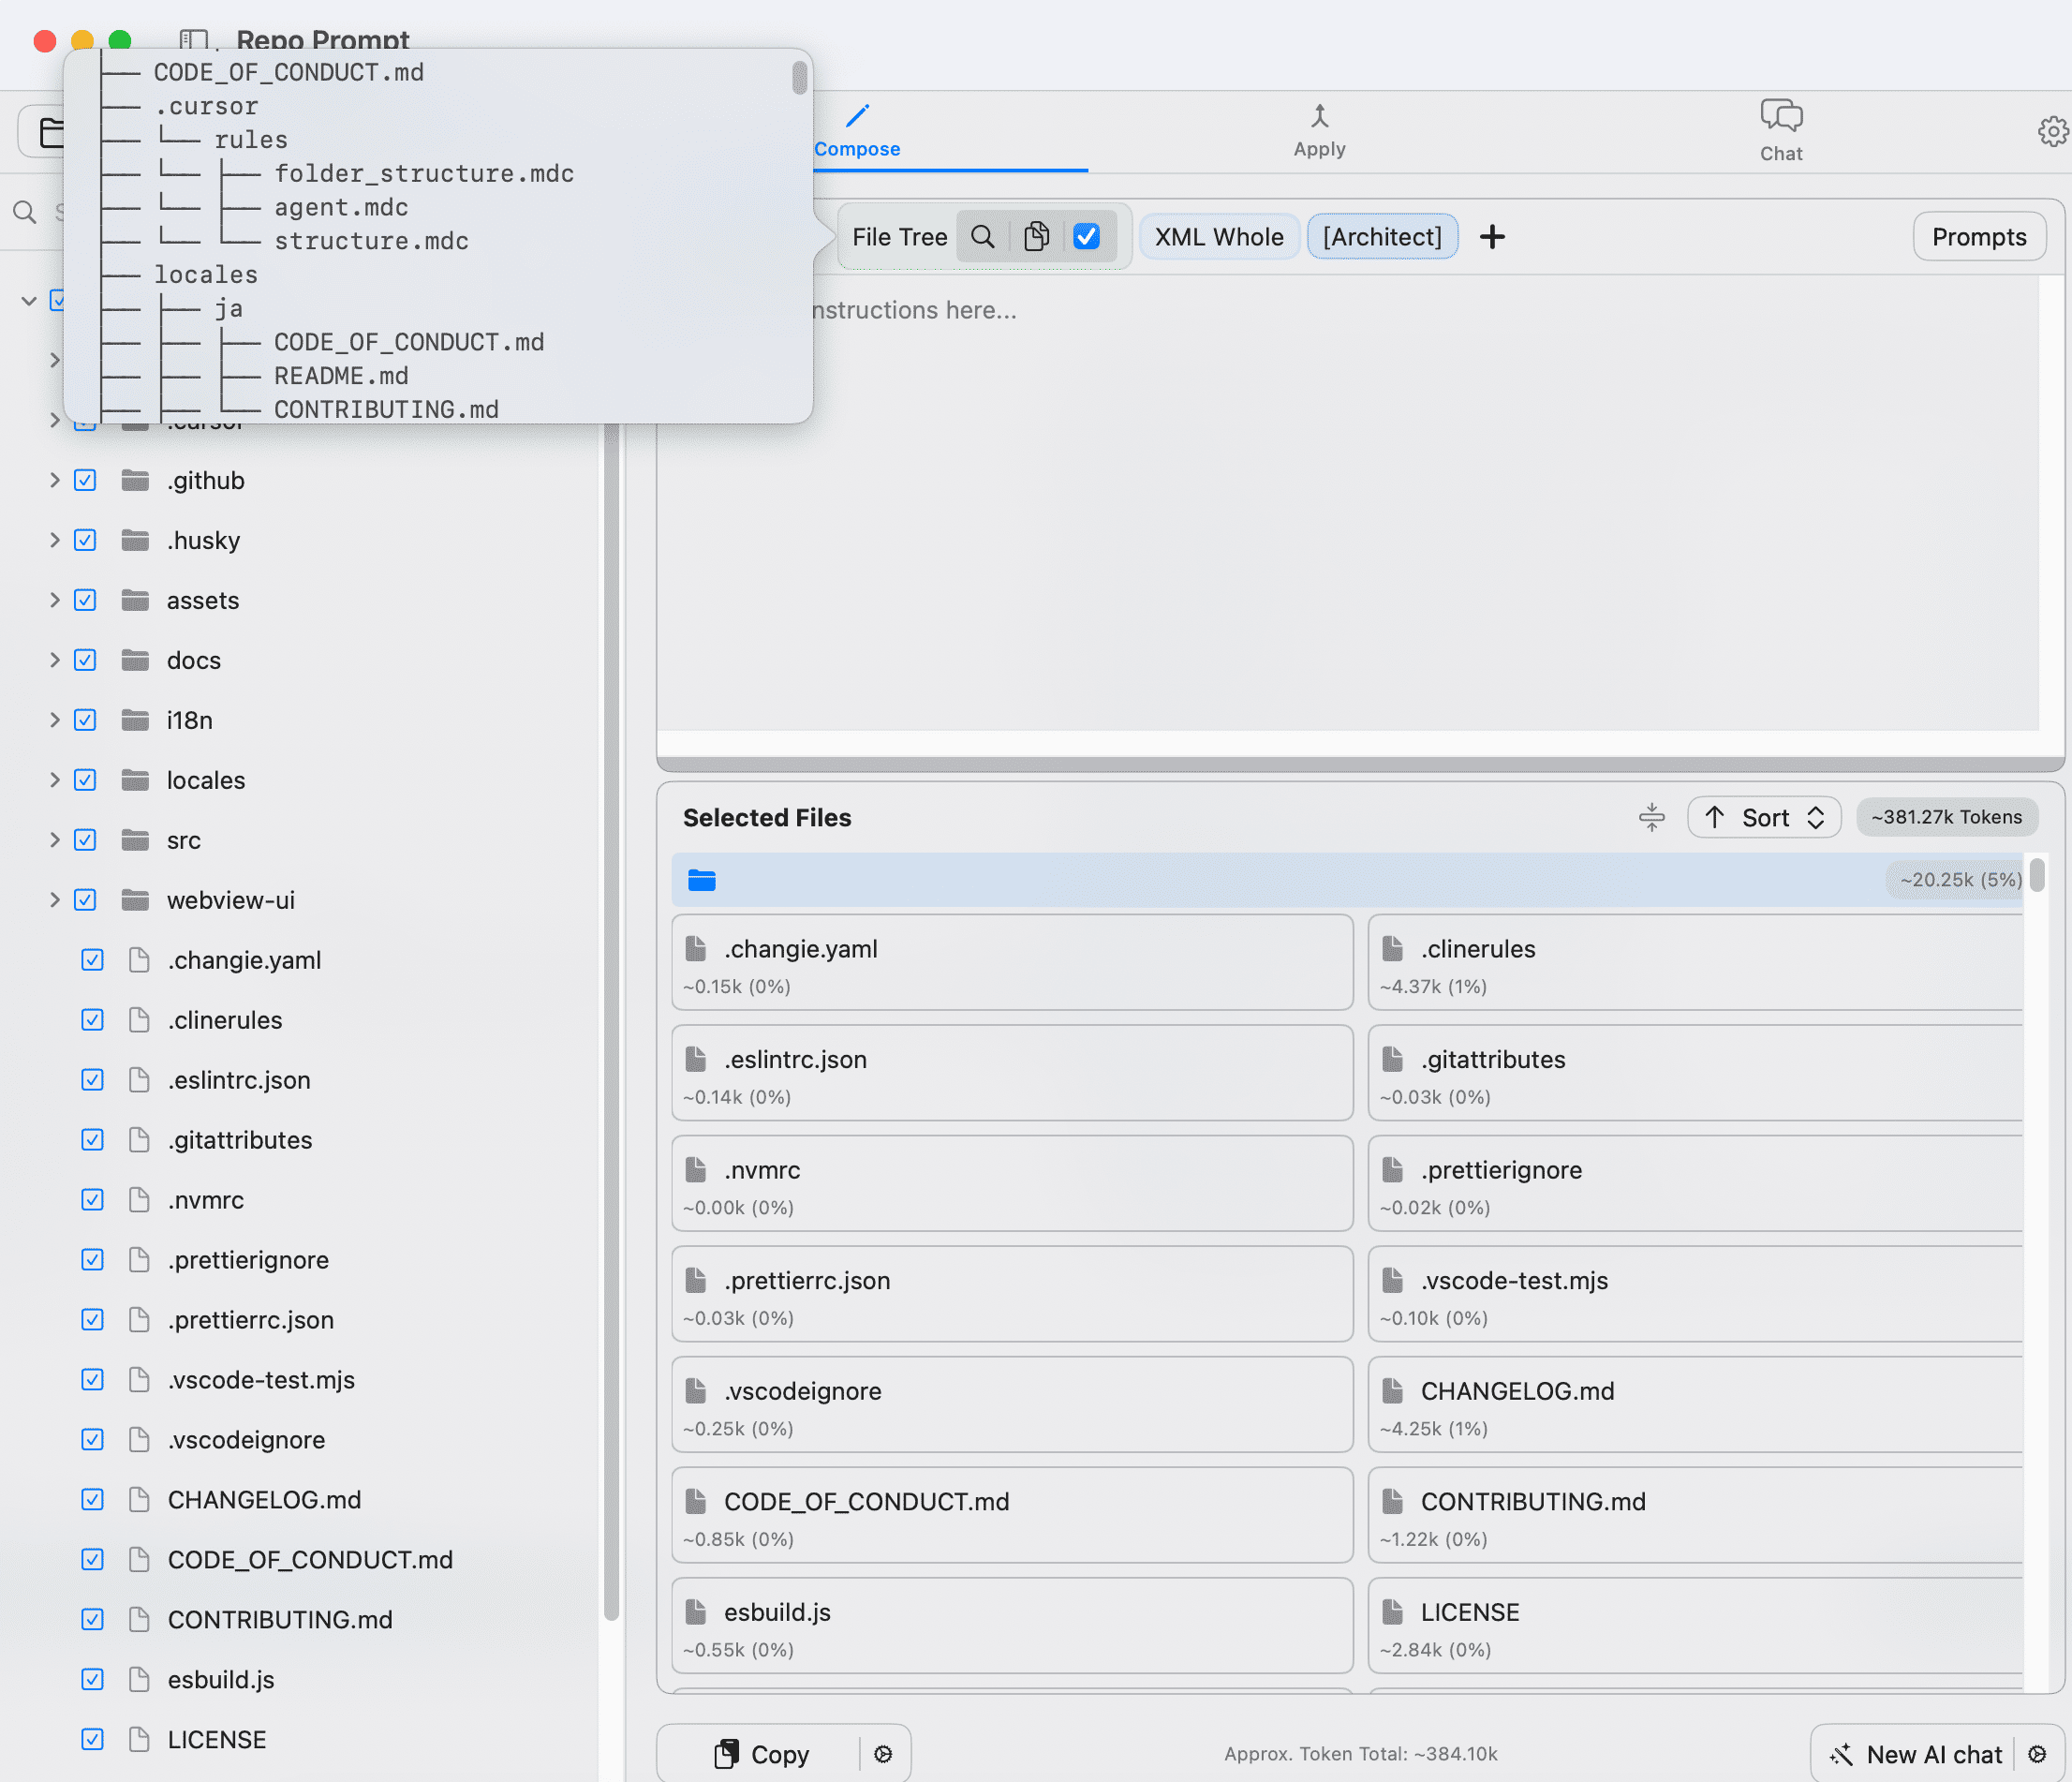 Repo Prompt
CODE_OF_CONDUCT.md
.cursor
rules
folder_structure.mdc
agent.mdc
structure.mdc
locales
ja
CODE_OF_CONDUCT.md
README.md
CONTRIBUTING.md
Compose
Apply
Chat
File Tree
XML Whole
[Architect]
Prompts
nstructions here...
.cursor
.github
.husky
assets
docs
i18n
locales
src
webview-ui
.changie.yaml
.clinerules
.eslintrc.json
.gitattributes
.nvmrc
.prettierignore
.prettierrc.json
.vscode-test.mjs
.vscodeignore
CHANGELOG.md
CODE_OF_CONDUCT.md
CONTRIBUTING.md
esbuild.js
LICENSE
Selected Files
Sort
~381.27k Tokens
~20.25k (5%)
.changie.yaml
~0.15k (0%)
.clinerules
~4.37k (1%)
.eslintrc.json
~0.14k (0%)
.gitattributes
~0.03k (0%)
.nvmrc
~0.00k (0%)
.prettierignore
~0.02k (0%)
.prettierrc.json
~0.03k (0%)
.vscode-test.mjs
~0.10k (0%)
.vscodeignore
~0.25k (0%)
CHANGELOG.md
~4.25k (1%)
CODE_OF_CONDUCT.md
~0.85k (0%)
CONTRIBUTING.md
~1.22k (0%)
esbuild.js
~0.55k (0%)
LICENSE
~2.84k (0%)
Copy
Approx. Token Total: ~384.10k
New AI chat